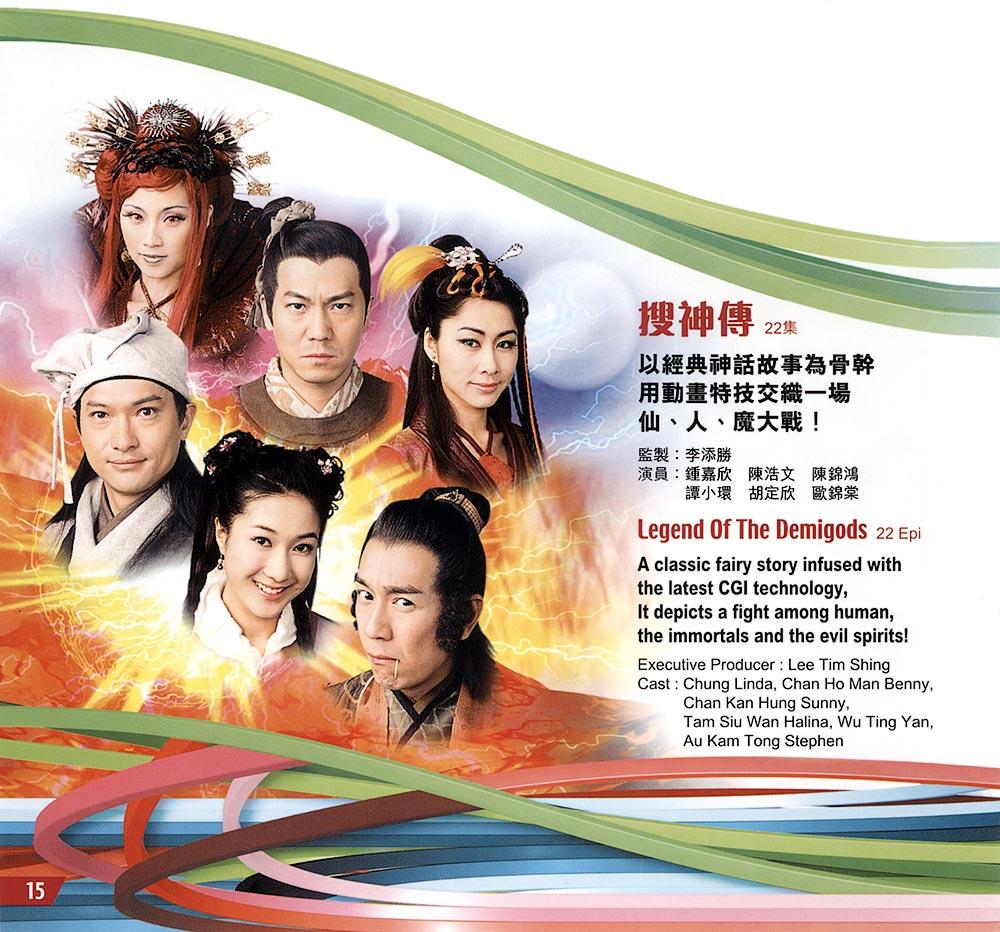 搜神傳 22集
以經典神話故事為骨幹
用動畫特技交織一場
仙、人、魔大戰！
監製：李添勝
演員：鍾嘉欣 陳浩文 陳錦鴻
譚小環 胡定欣 歐錦棠
Legend Of The Demigods 22 Epi
A classic fairy story infused with
the latest CGI technology,
It depicts a fight among human,
the immortals and the evil spirits!
Executive Producer : Lee Tim Shing
Cast : Chung Linda, Chan Ho Man Benny,
Chan Kan Hung Sunny,
Tam Siu Wan Halina, Wu Ting Yan,
Au Kam Tong Stephen
15